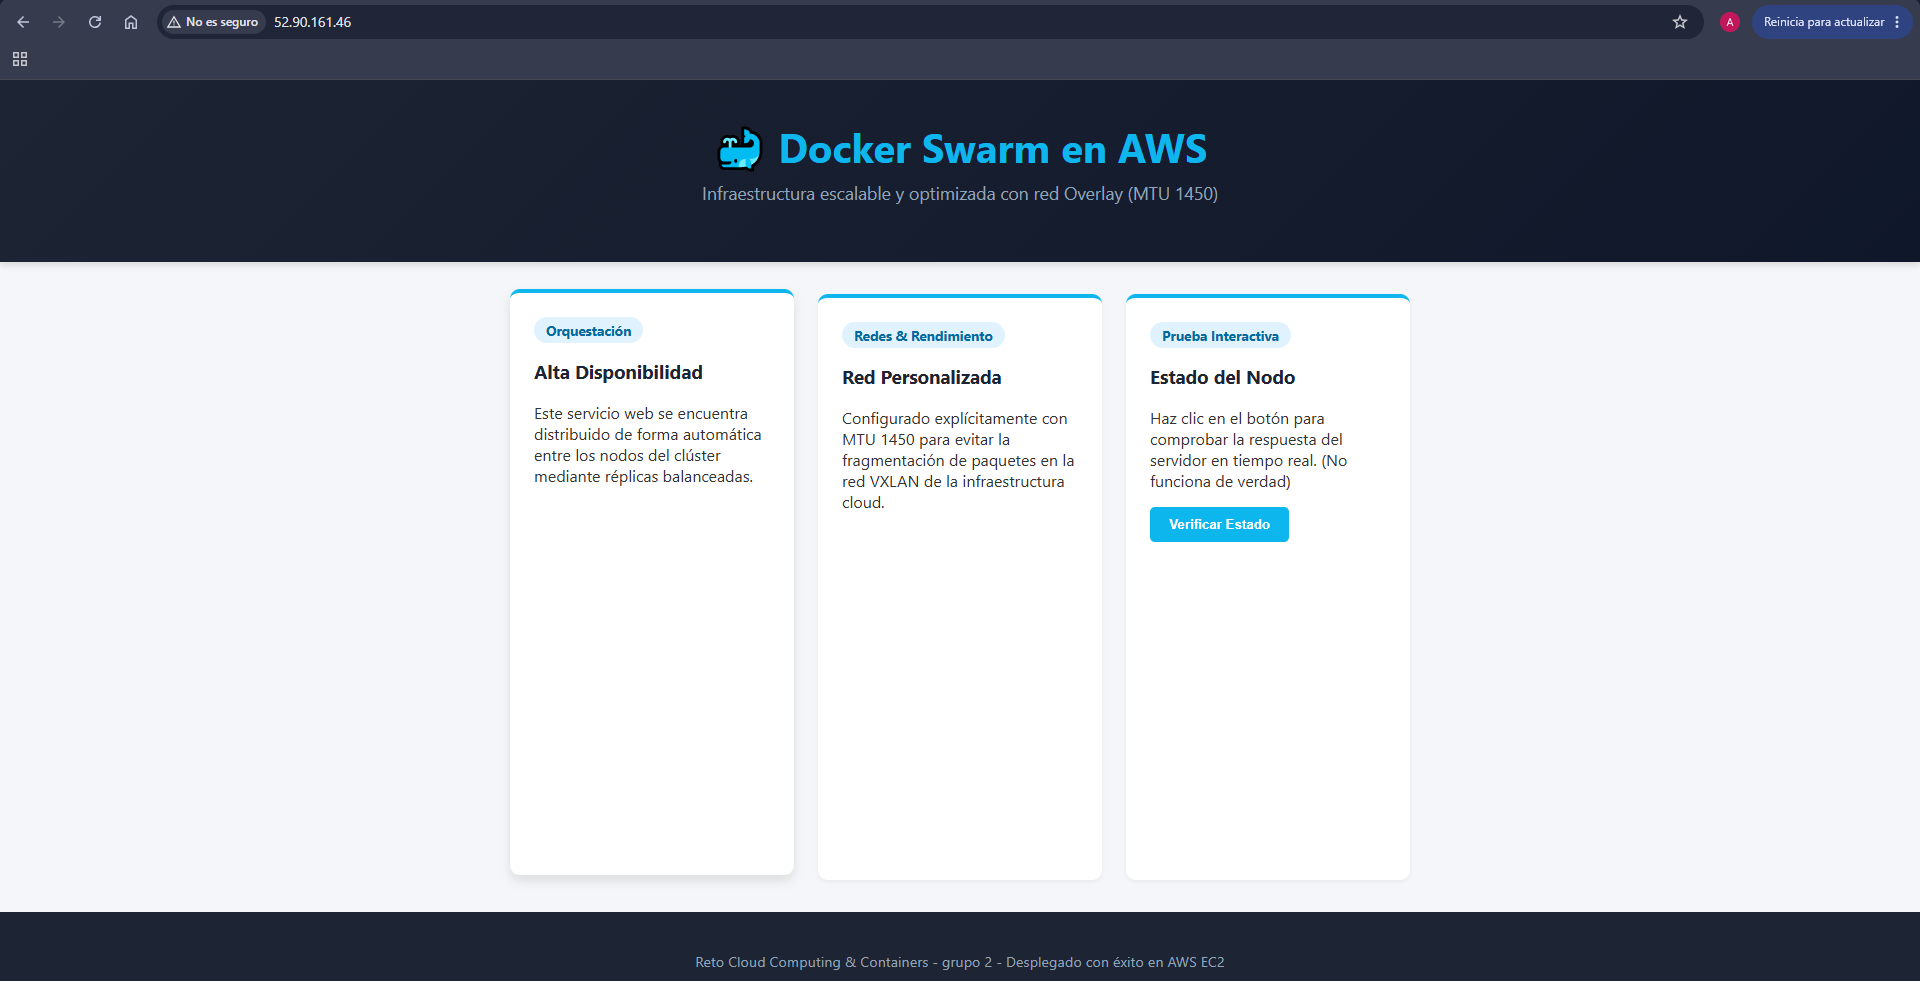 No es seguro
52.90.161.46
A
Reinicia para actualizar
Docker Swarm en AWS
Infraestructura escalable y optimizada con red Overlay (MTU 1450)
Orquestación
Alta Disponibilidad
Este servicio web se encuentra
distribuido de forma automática
entre los nodos del clúster
mediante réplicas balanceadas.
Redes & Rendimiento
Red Personalizada
Configurado explícitamente con
MTU 1450 para evitar la
fragmentación de paquetes en la
red VXLAN de la infraestructura
cloud.
Prueba Interactiva
Estado del Nodo
Haz clic en el botón para
comprobar la respuesta del
servidor en tiempo real. (No
funciona de verdad)
Verificar Estado
Reto Cloud Computing & Containers - grupo 2 - Desplegado con éxito en AWS EC2